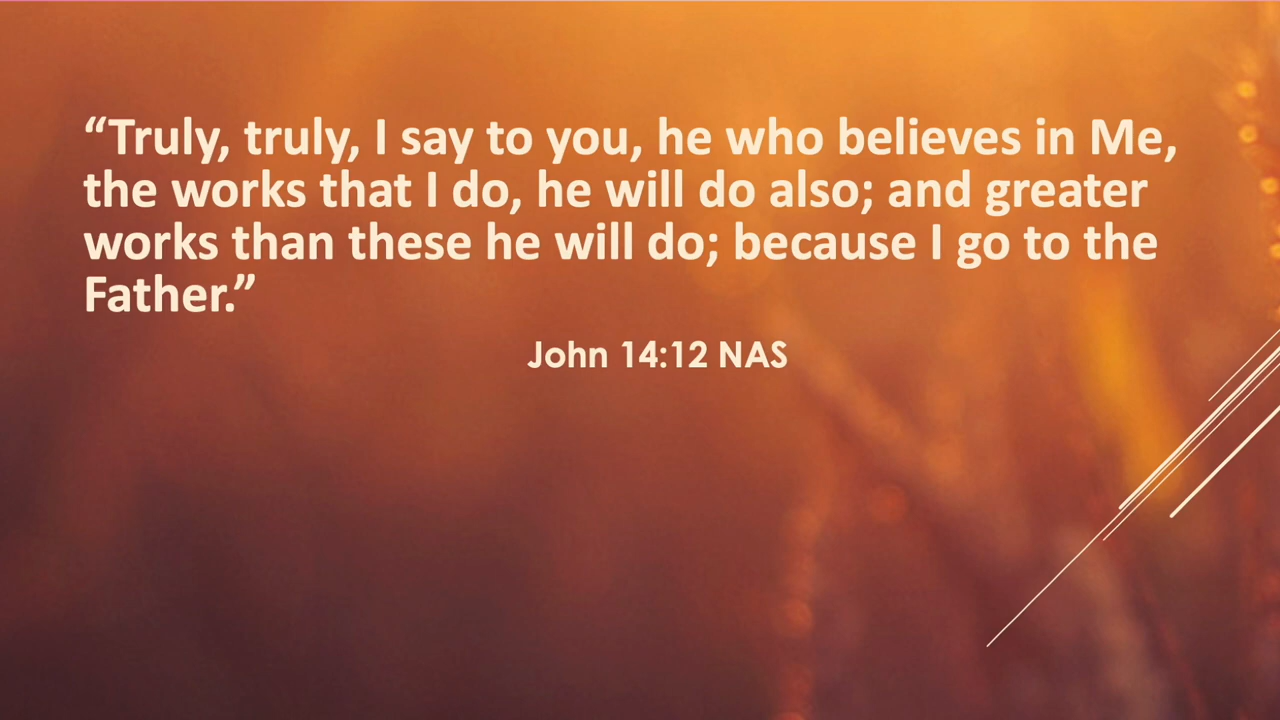 “Truly, truly, I say to you, he who believes in Me,
the works that I do, he will do also; and greater
works than these he will do; because I go to the
Father.”
John 14:12 NAS